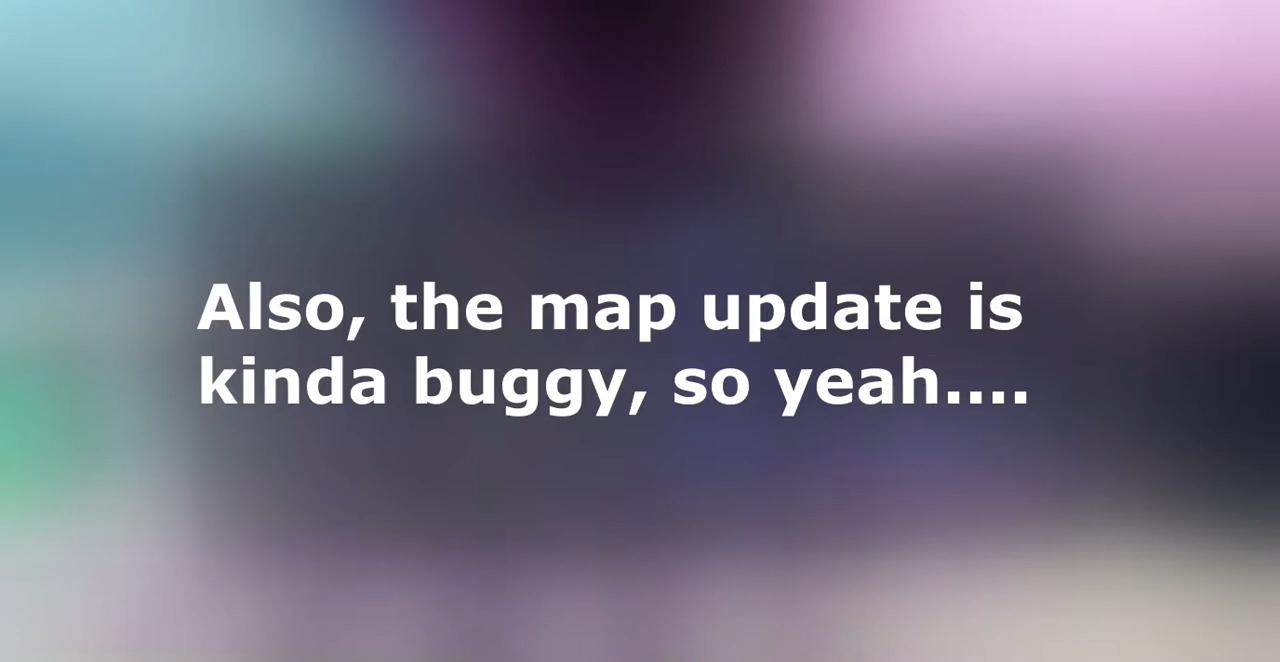 Also, the map update is
kinda buggy, so yeah....